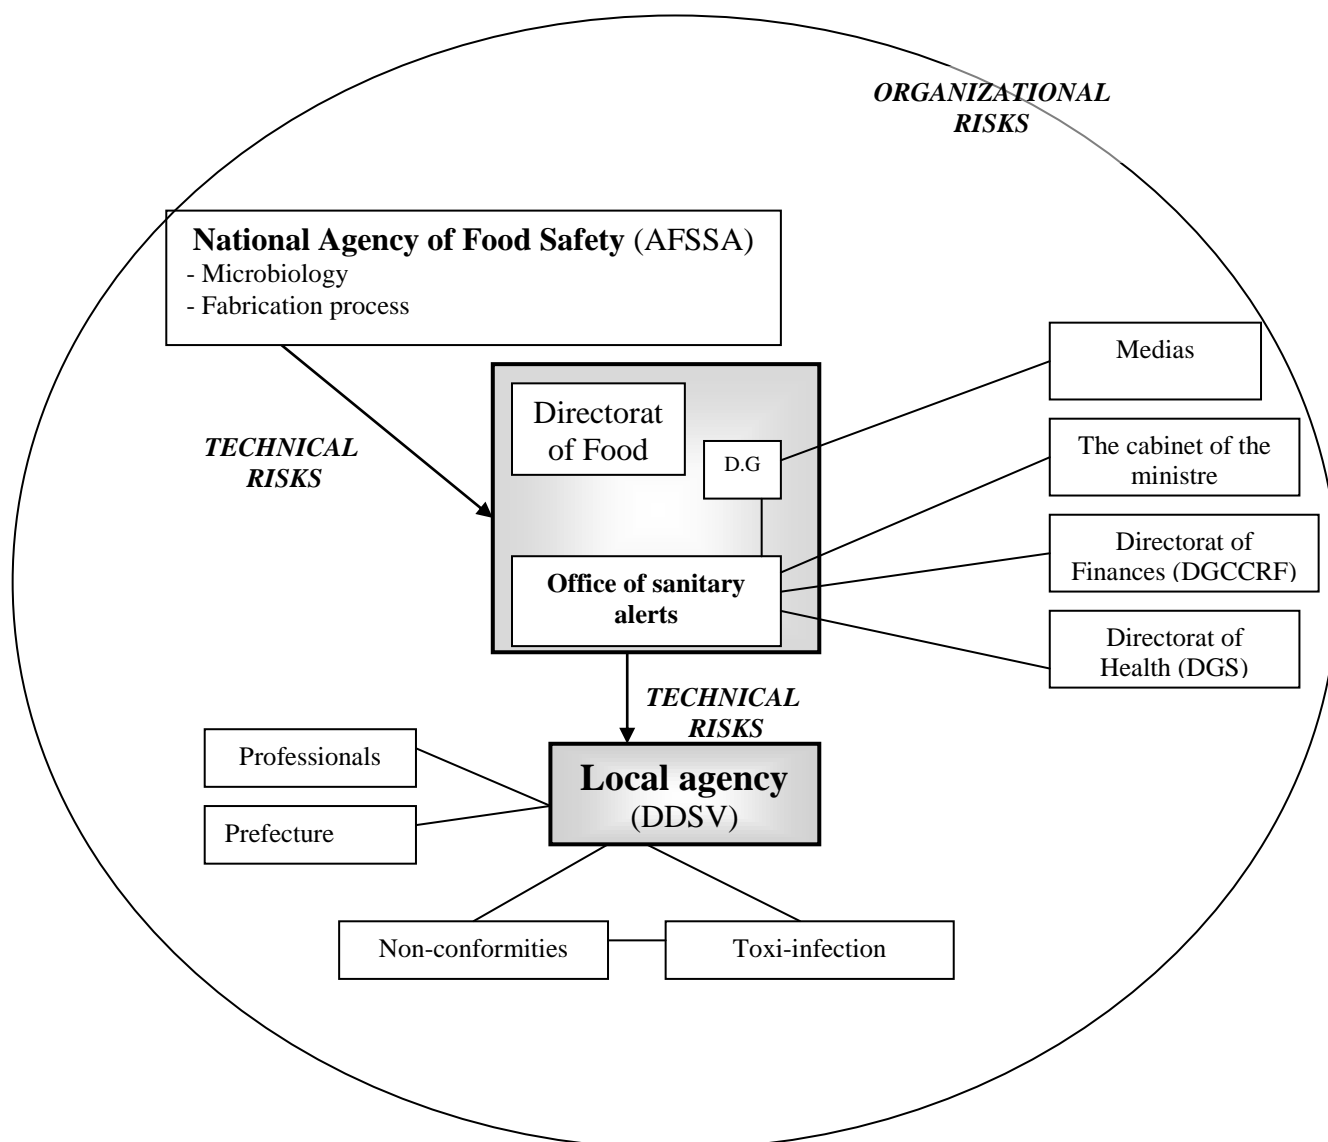 ORGANIZATIONAL
RISKS
National Agency of Food Safety (AFSSA)
- Microbiology
- Fabrication process
Medias
Directorat
of Food
TECHNICAL
RISKS
D.G
The cabinet of the
ministre
Directorat of
Finances (DGCCRF)
Office of sanitary
alerts
Directorat of
Health (DGS)
TECHNICAL
RISKS
Professionals
Local agency
(DDSV)
Prefecture
Non-conformities
Toxi-infection